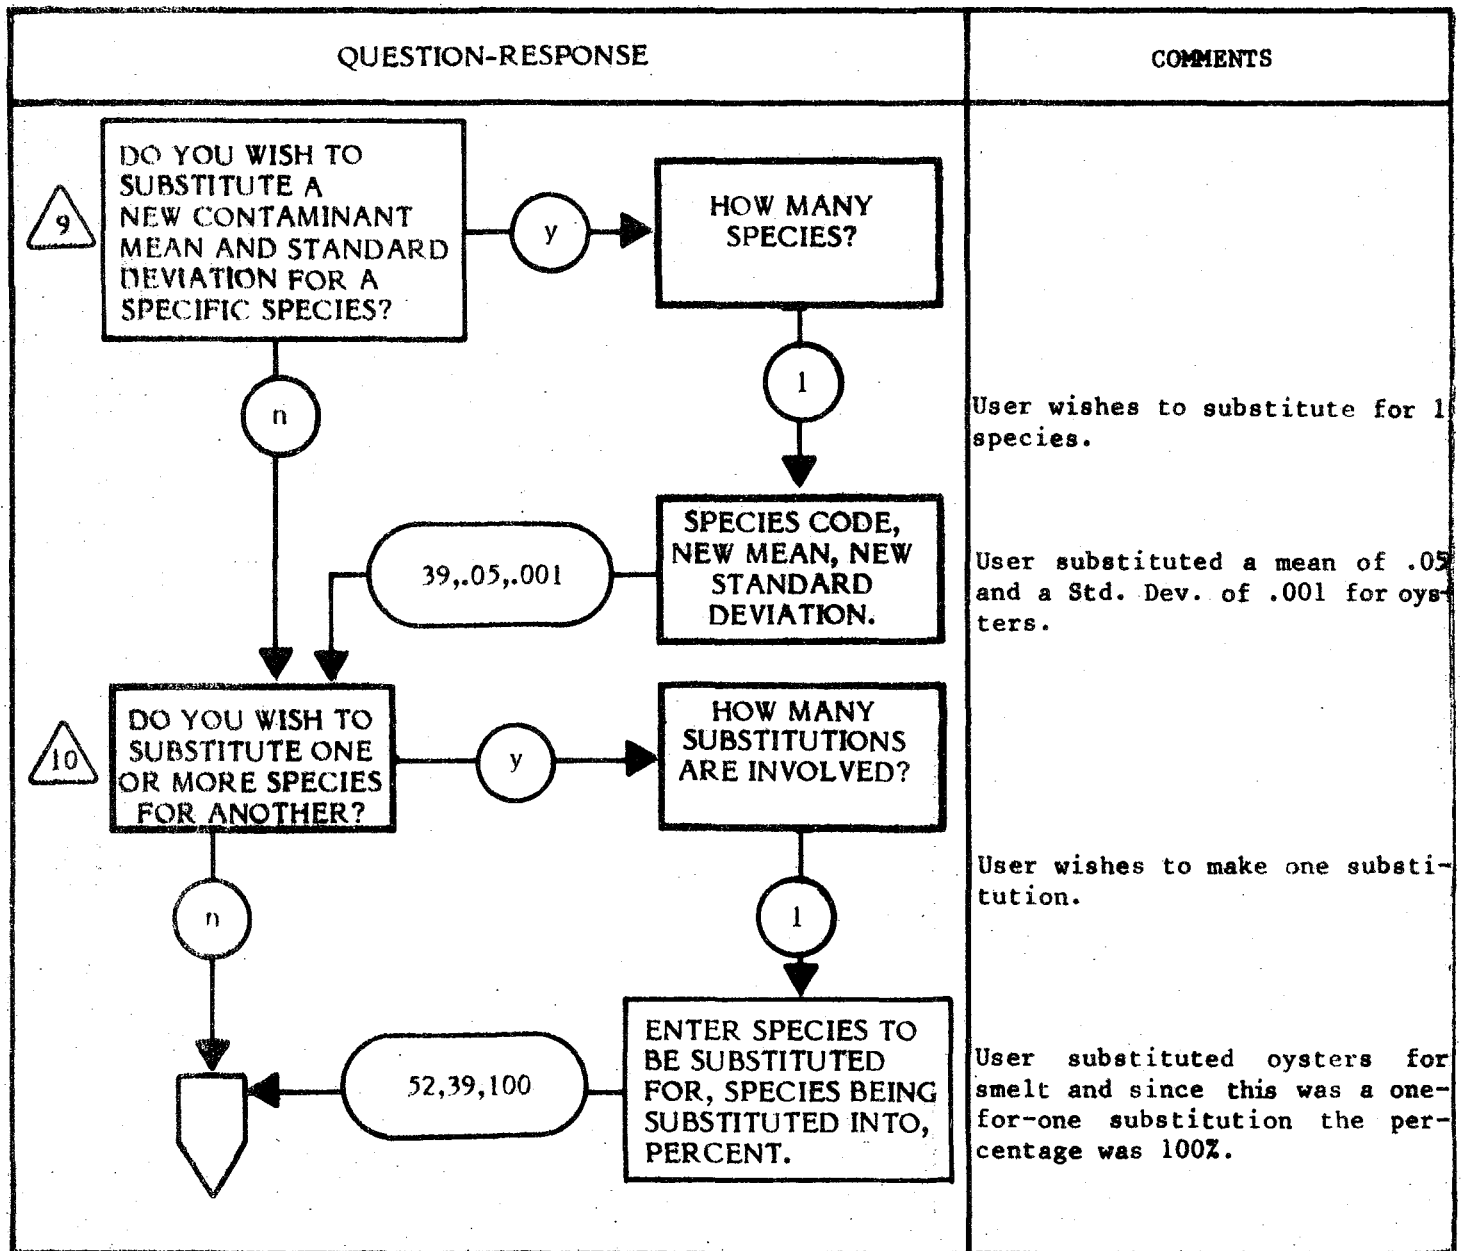 QUESTION-RESPONSE
COMMENTS
9
DO YOU WISH TO
SUBSTITUTE A
NEW CONTAMINANT
MEAN AND STANDARD
DEVIATION FOR A
SPECIFIC SPECIES?
y
HOW MANY
SPECIES?
n
1
User wishes to substitute for 1
species.
SPECIES CODE,
NEW MEAN, NEW
STANDARD
DEVIATION.
39,.05,.001
User substituted a mean of .05
and a Std. Dev. of .001 for oys-
ters.
10
DO YOU WISH TO
SUBSTITUTE ONE
OR MORE SPECIES
FOR ANOTHER?
y
HOW MANY
SUBSTITUTIONS
ARE INVOLVED?
n
1
User wishes to make one substi-
tution.
ENTER SPECIES TO
BE SUBSTITUTED
FOR, SPECIES BEING
SUBSTITUTED INTO,
PERCENT.
52,39,100
User substituted oysters for
smelt and since this was a one-
for-one substitution the per-
centage was 100%.